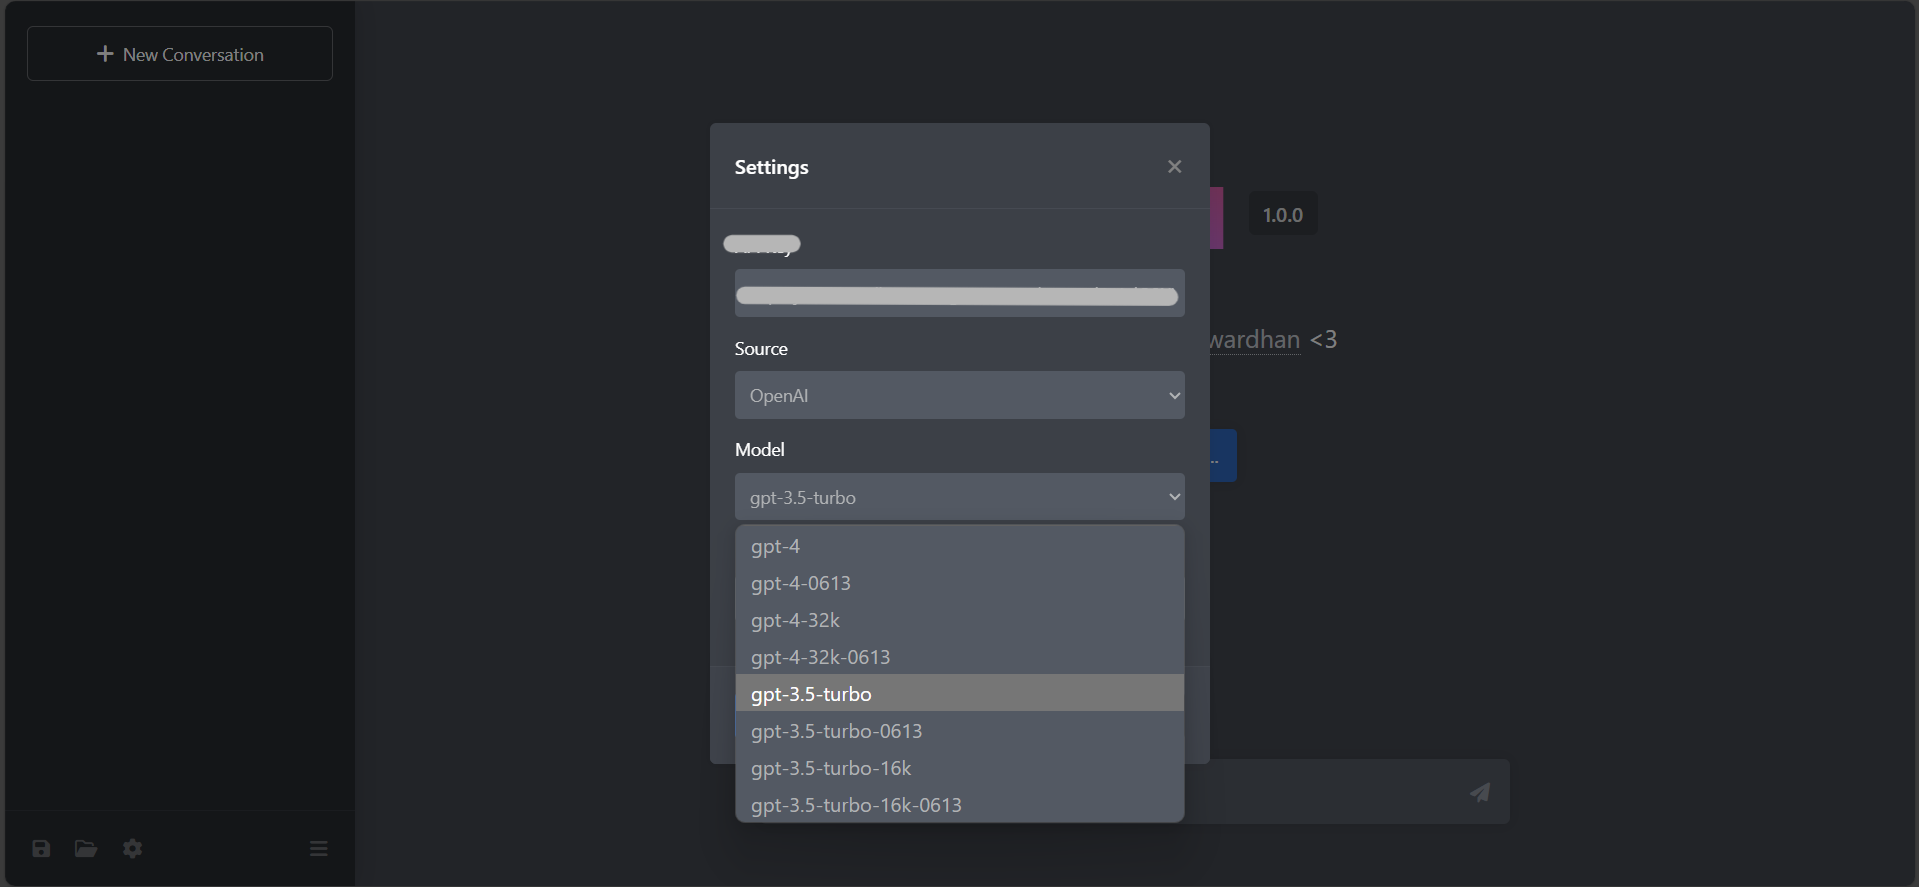 New Conversation
Settings
1.0.0
Source
wardhan <3
OpenAI
Model
..
gpt-3.5-turbo
gpt-4
gpt-4-0613
gpt-4-32k
gpt-4-32k-0613
gpt-3.5-turbo
gpt-3.5-turbo-0613
gpt-3.5-turbo-16k
gpt-3.5-turbo-16k-0613